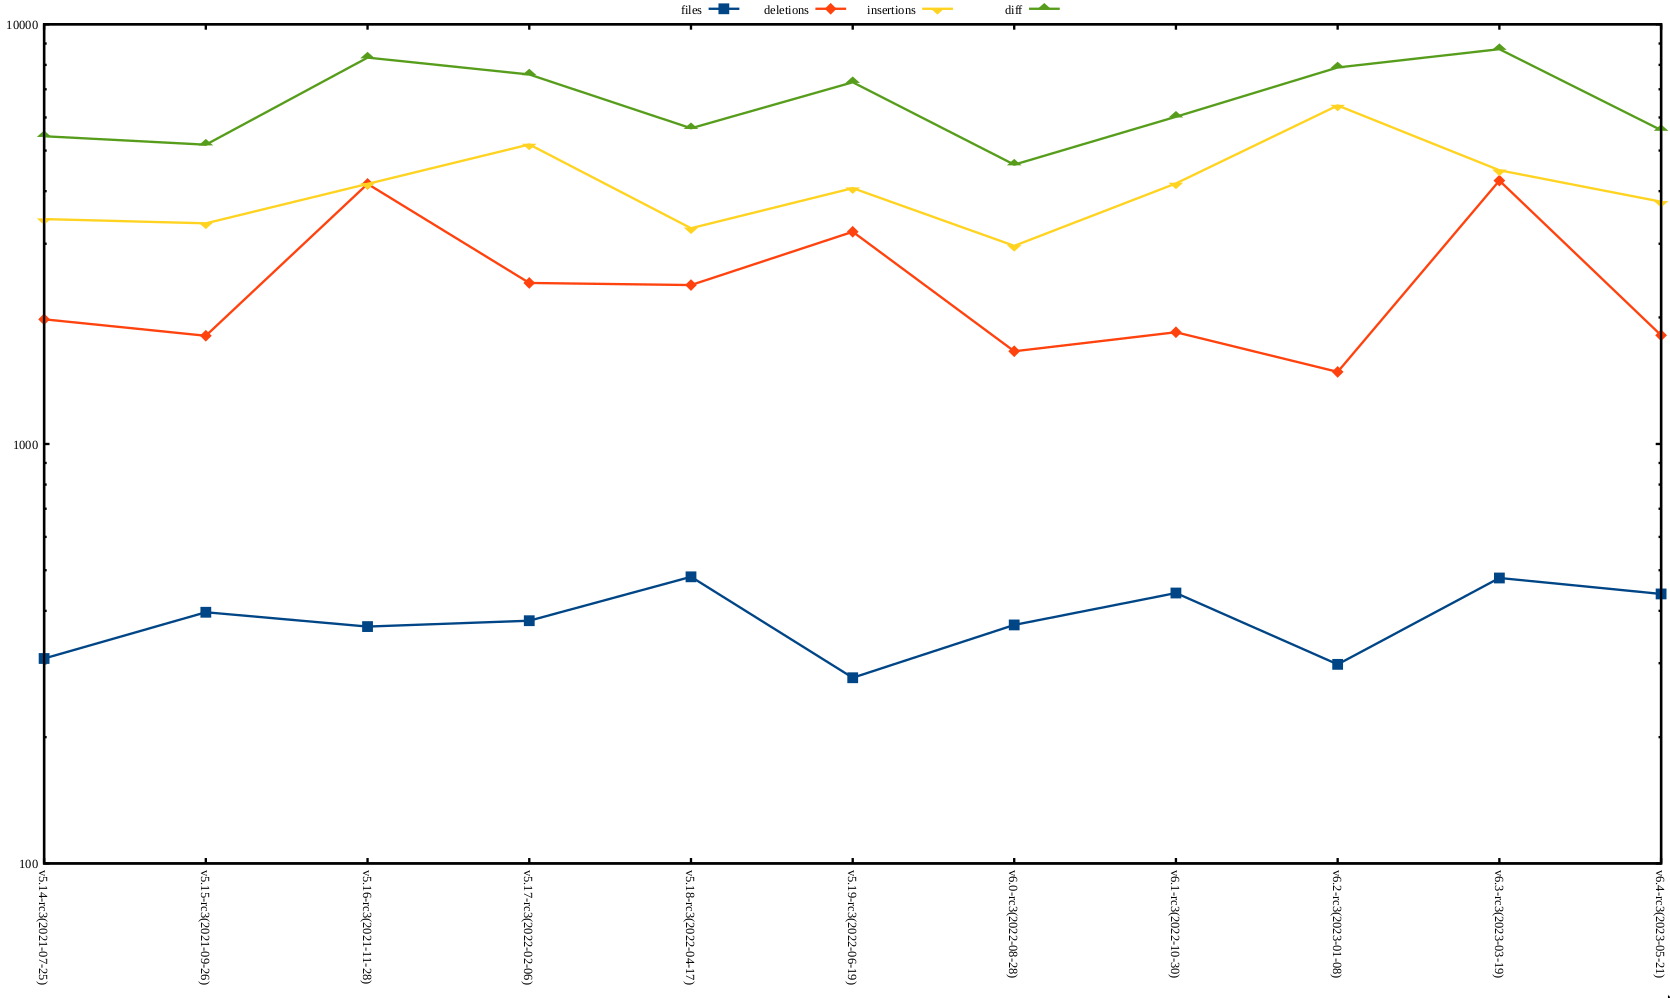 files deletions insertions diff
10000
1000
100
v5.14-rc3(2021-07-25)
v5.15-rc3(2021-09-26)
v5.16-rc3(2021-11-28)
v5.17-rc3(2022-02-06)
v5.18-rc3(2022-04-17)
v5.19-rc3(2022-06-19)
v6.0-rc3(2022-08-28)
v6.1-rc3(2022-10-30)
v6.2-rc3(2023-01-08)
v6.3-rc3(2023-03-19)
v6.4-rc3(2023-05-21)